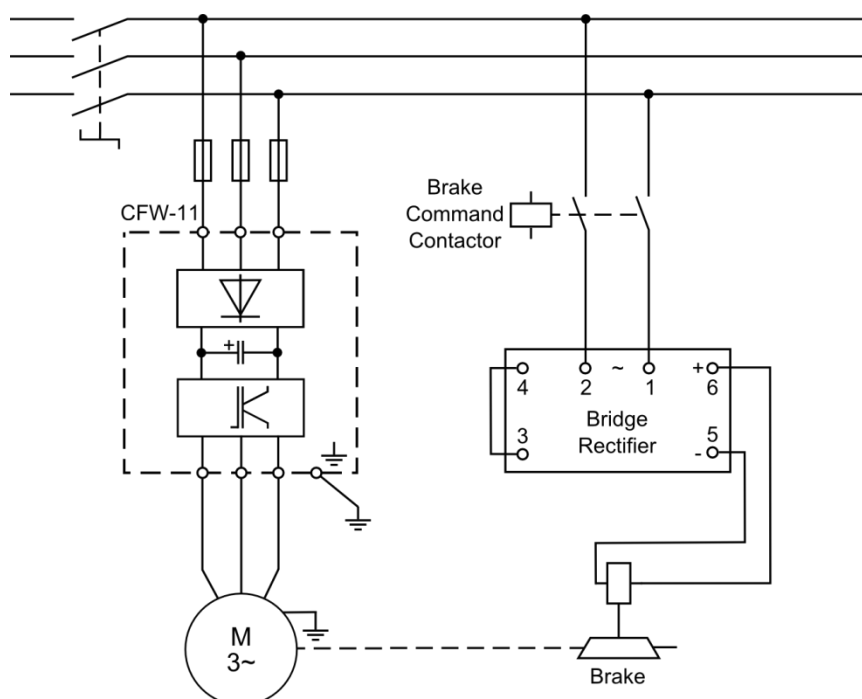 CFW-11
+
M
3~
Brake
Command
Contactor
4
2
~
1
+
6
Bridge
Rectifier
3
5
-
Brake